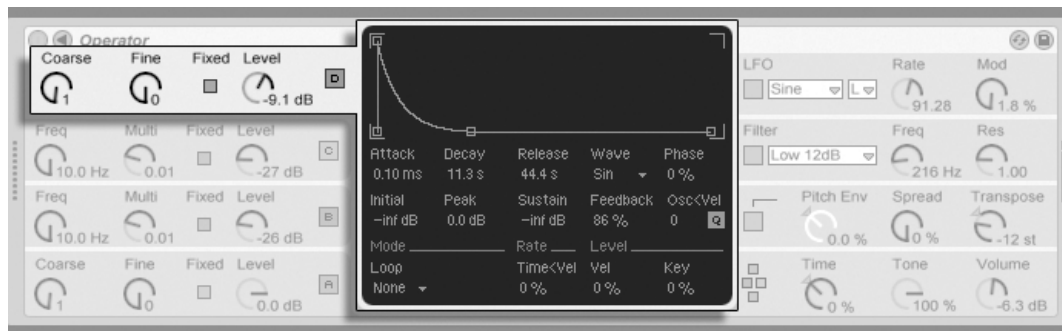 Operator
Coarse Fine Fixed Level
1 0 -9.1 dB D
Freq Multi Fixed Level
10.0 Hz 0.01 -27 dB C
Freq Multi Fixed Level
10.0 Hz 0.01 -26 dB B
Coarse Fine Fixed Level
1 0 0.0 dB A
Attack Decay Release Wave Phase
0.10 ms 11.3 s 44.4 s Sin 0 %
Initial Peak Sustain Feedback Osc<Vel
-inf dB 0.0 dB -inf dB 86 % 0 Q
Mode Rate Level
Loop Time<Vel Vel Key
None 0 % 0 % 0 %
LFO Rate Mod
Sine L 91.28 1.8 %
Filter Freq Res
Low 12dB 216 Hz 1.00
Pitch Env Spread Transpose
0.0 % 0 % -12 st
Time Tone Volume
0 % 100 % -6.3 dB